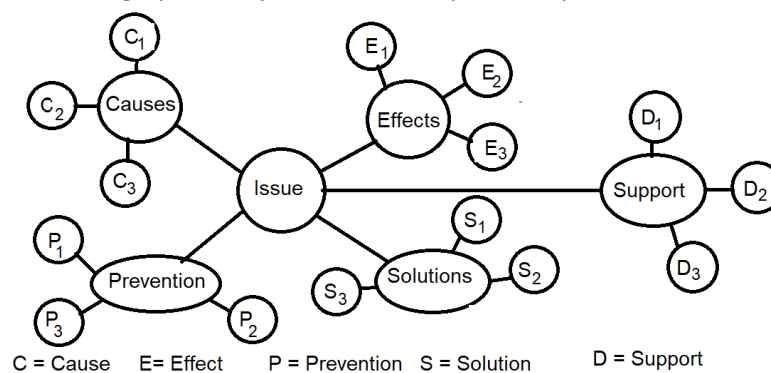 C1
E1
E2
C2
Causes
Effects
D1
E3
C3
Issue
Support
D2
S1
P1
D3
Prevention
Solutions
S2
S3
P3
P2
C = Cause E= Effect P = Prevention S = Solution D = Support